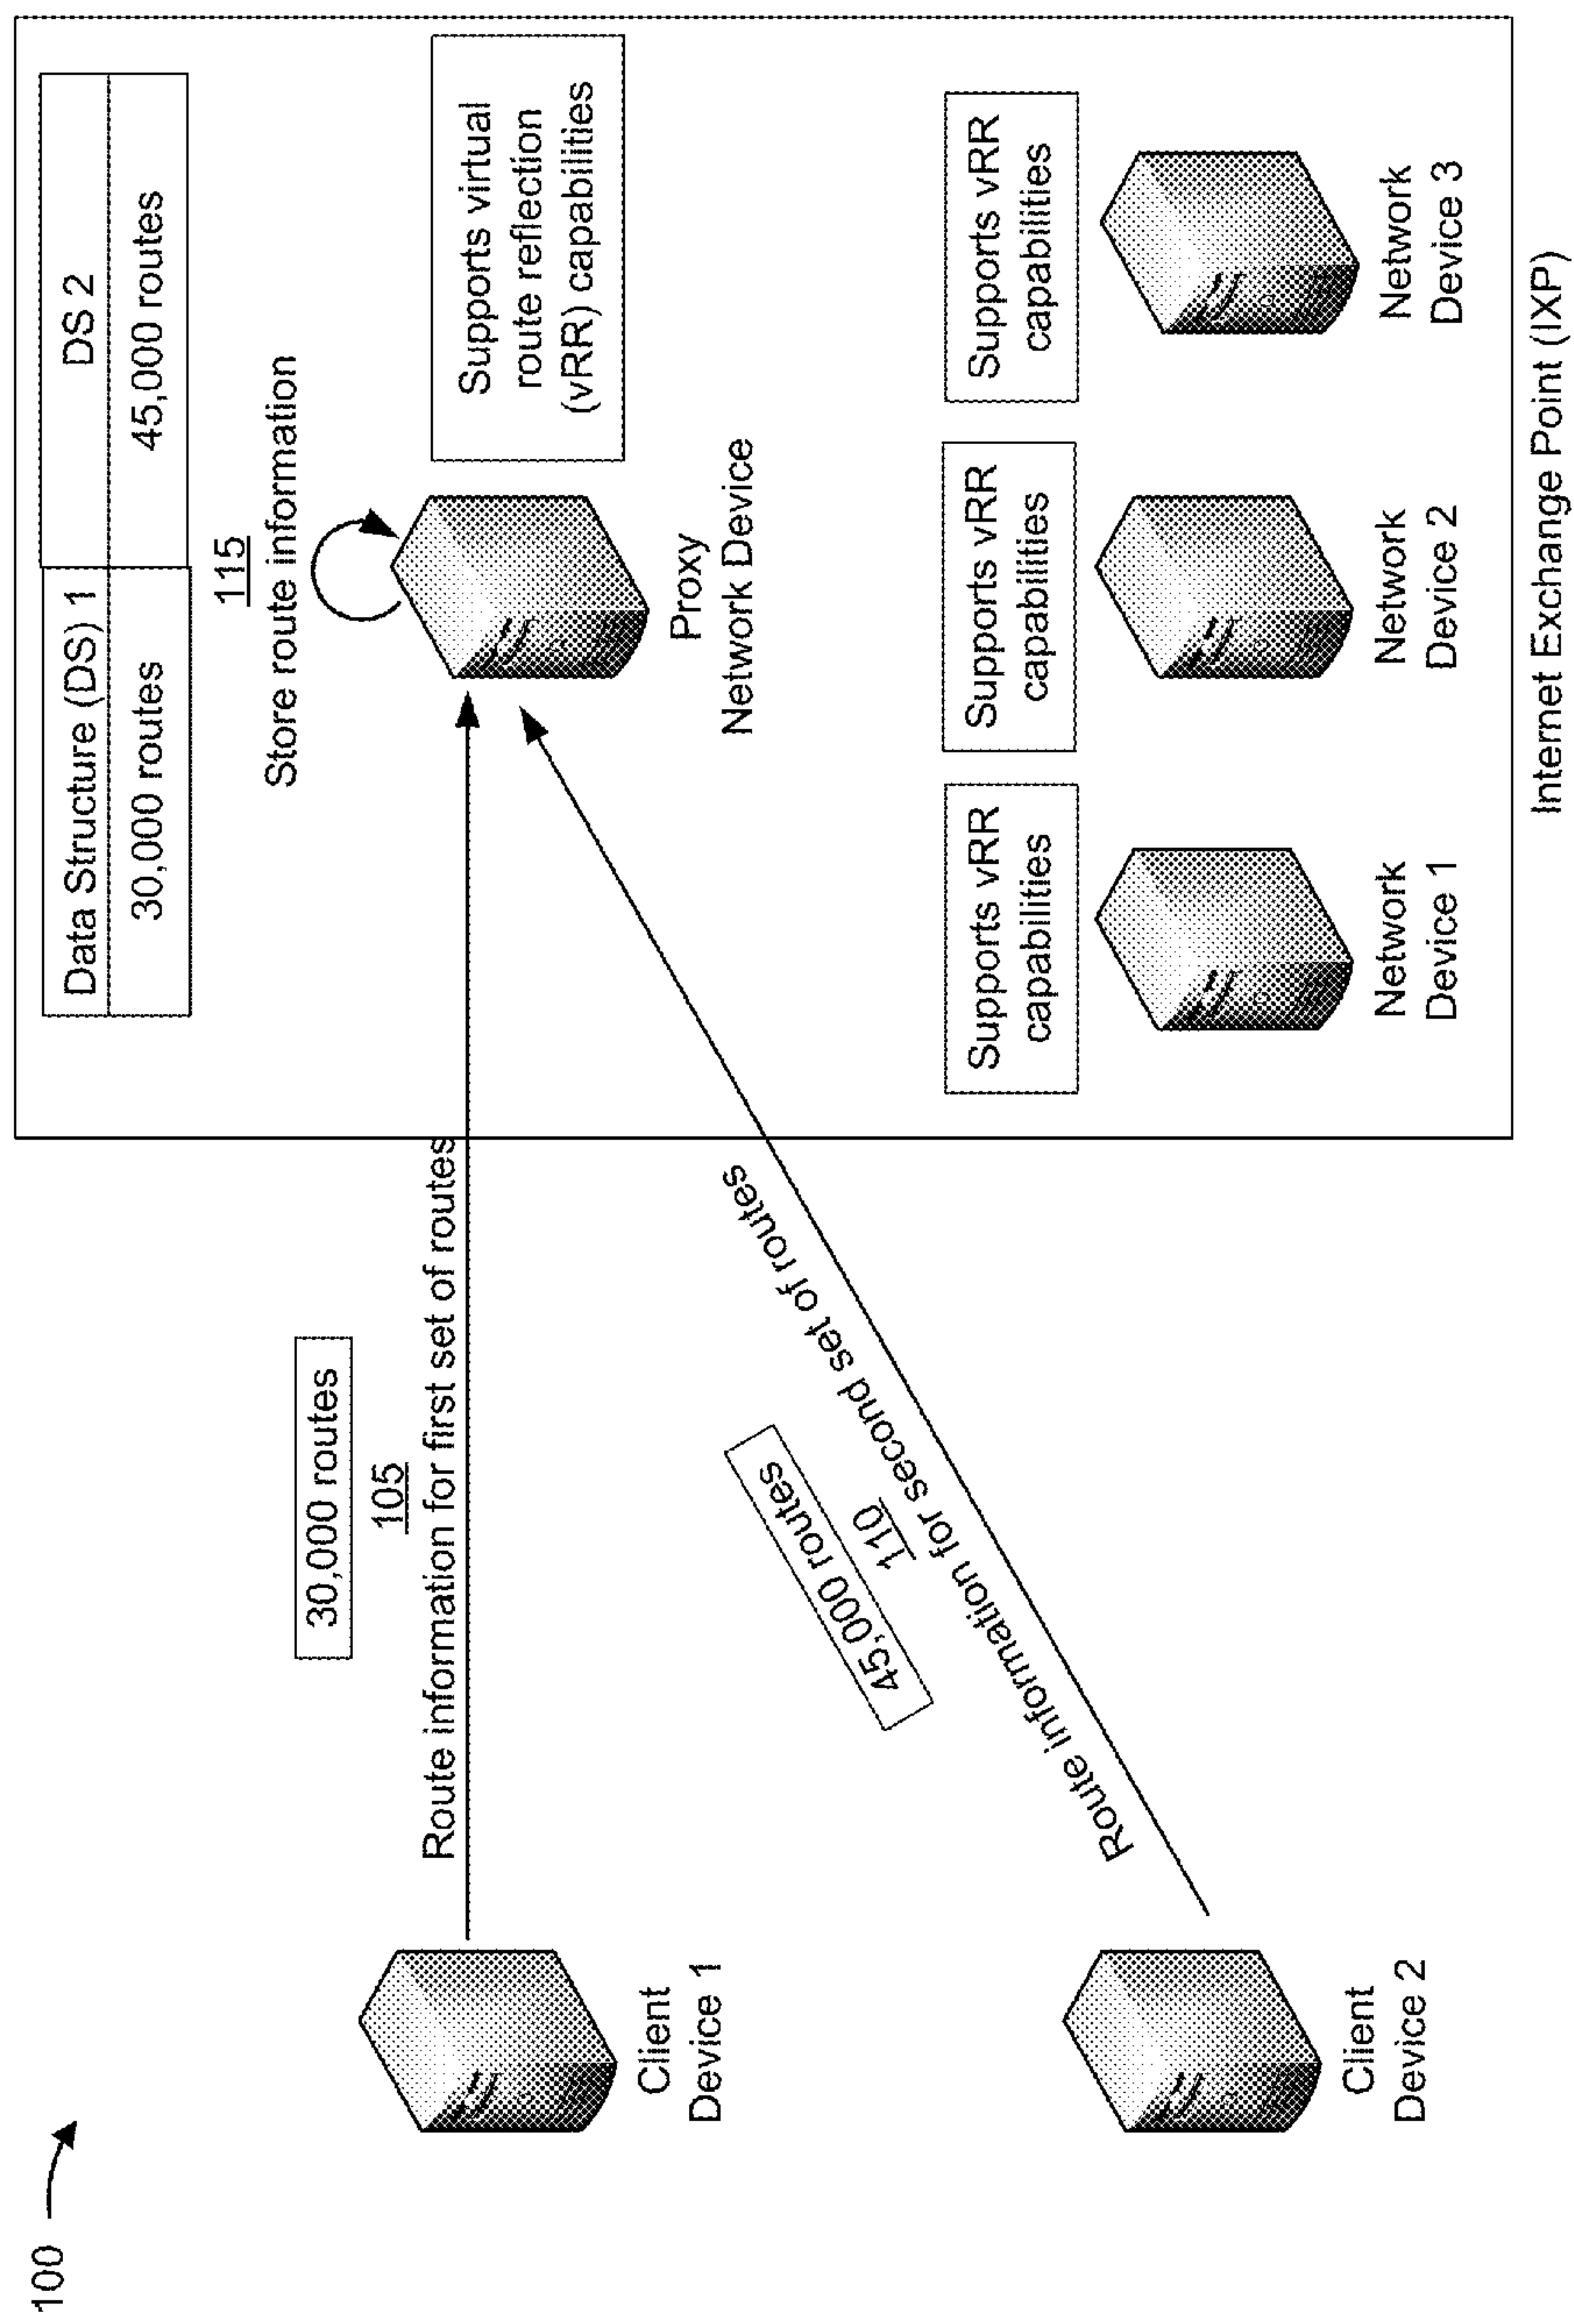 100
Data Structure (DS) 1
DS 2
30,000 routes
45,000 routes
115
Store route information
30,000 routes
105
Route information for first set of routes
Supports virtual
route reflection
(vRR) capabilities
Client
Device 1
Proxy
Network Device
45,000 routes
110
Route information for second set of routes
Supports vRR
capabilities
Supports vRR
capabilities
Supports vRR
capabilities
Client
Device 2
Network
Device 1
Network
Device 2
Network
Device 3
Internet Exchange Point (IXP)